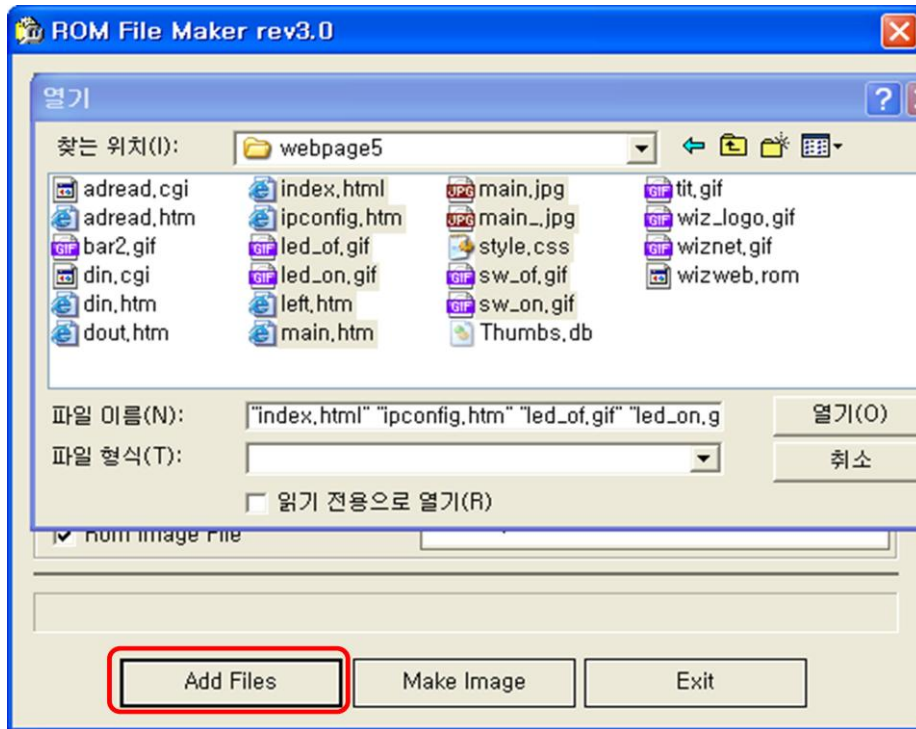 ROM File Maker rev3.0
열기
찾는 위치(I): webpage5
adread.cgi index.html main.jpg tit.gif
adread.htm ipconfig.htm main_.jpg wiz_logo.gif
bar2.gif led_of.gif style.css wiznet.gif
din.cgi led_on.gif sw_of.gif wizweb.rom
din.htm left.htm sw_on.gif
dout.htm main.htm Thumbs.db
파일 이름(N): "index.html" "ipconfig.htm" "led_of.gif" "led_on.g 열기(O)
파일 형식(T): 취소
읽기 전용으로 열기(R)
Rom Image File
Add Files Make Image Exit